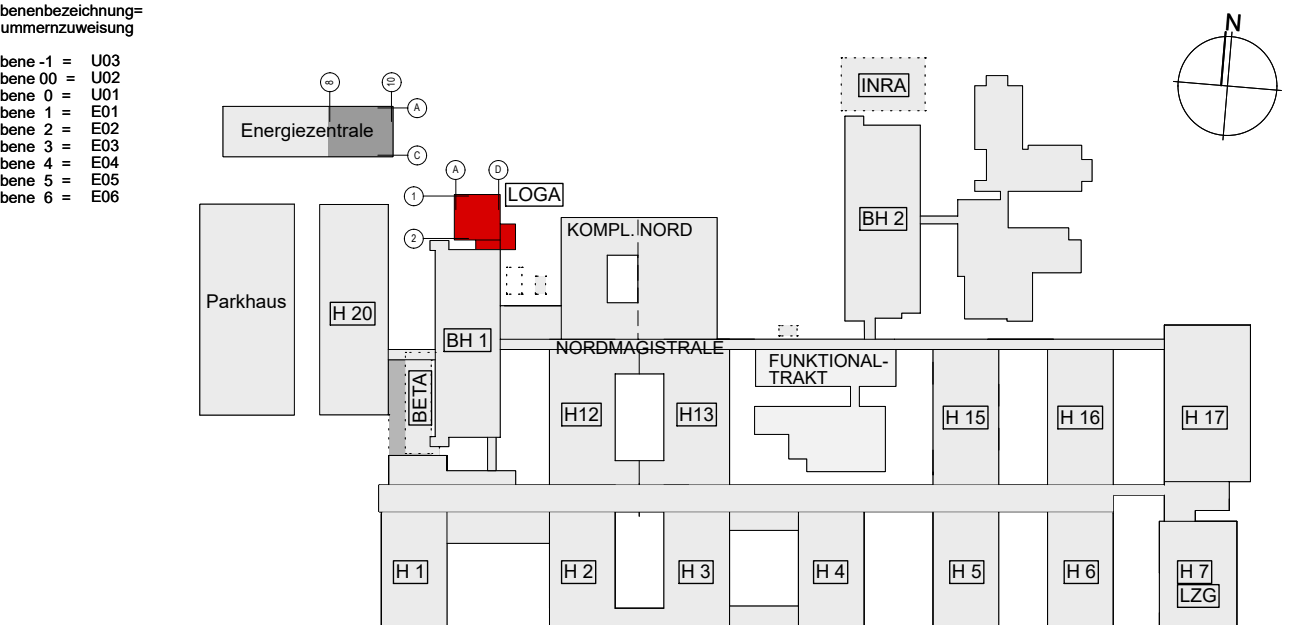 benenbezeichnung=
ummernzuweisung
bene -1 = U03
bene 00 = U02
bene 0 = U01
bene 1 = E01
bene 2 = E02
bene 3 = E03
bene 4 = E04
bene 5 = E05
bene 6 = E06
N
INRA
8
10
A
Energiezentrale
C
A
D
1
LOGA
2
BH 2
KOMPL. NORD
Parkhaus
H 20
BH 1
NORDMAGISTRALE
FUNKTIONAL-
TRAKT
BETA
H12
H13
H 15
H 16
H 17
H 1
H 2
H 3
H 4
H 5
H 6
H 7
LZG